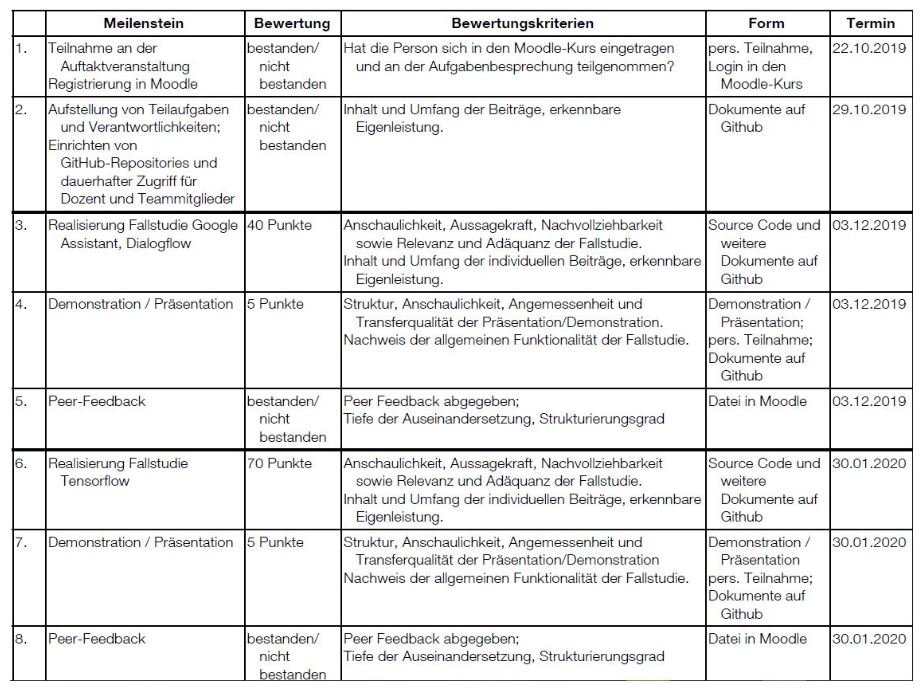 Meilenstein Bewertung Bewertungskriterien Form Termin
1. Teilnahme an der bestanden/ Hat die Person sich in den Moodle-Kurs eingetragen pers. Teilnahme, 22.10.2019
Auftaktveranstaltung nicht und an der Aufgabenbesprechung teilgenommen? Login in den
Registrierung in Moodle bestanden Moodle-Kurs
2. Aufstellung von Teilaufgaben bestanden/ Inhalt und Umfang der Beiträge, erkennbare Dokumente auf 29.10.2019
und Verantwortlichkeiten; nicht Eigenleistung. Github
Einrichten von bestanden
GitHub-Repositories und
dauerhafter Zugriff für
Dozent und Teammitglieder
3. Realisierung Fallstudie Google 40 Punkte Anschaulichkeit, Aussagekraft, Nachvollziehbarkeit Source Code und 03.12.2019
Assistant, Dialogflow sowie Relevanz und Adäquanz der Fallstudie. weitere
Inhalt und Umfang der individuellen Beiträge, erkennbare Dokumente auf
Eigenleistung. Github
4. Demonstration / Präsentation 5 Punkte Struktur, Anschaulichkeit, Angemessenheit und Demonstration / 03.12.2019
Transferqualität der Präsentation/Demonstration. Präsentation;
Nachweis der allgemeinen Funktionalität der Fallstudie. pers. Teilnahme;
Dokumente auf
Github
5. Peer-Feedback bestanden/ Peer Feedback abgegeben; Datei in Moodle 03.12.2019
nicht Tiefe der Auseinandersetzung, Strukturierungsgrad
bestanden
6. Realisierung Fallstudie 70 Punkte Anschaulichkeit, Aussagekraft, Nachvollziehbarkeit Source Code und 30.01.2020
Tensorflow sowie Relevanz und Adäquanz der Fallstudie. weitere
Inhalt und Umfang der individuellen Beiträge, erkennbare Dokumente auf
Eigenleistung. Github
7. Demonstration / Präsentation 5 Punkte Struktur, Anschaulichkeit, Angemessenheit und Demonstration / 30.01.2020
Transferqualität der Präsentation/Demonstration Präsentation
Nachweis der allgemeinen Funktionalität der Fallstudie. pers. Teilnahme;
Dokumente auf
Github
8. Peer-Feedback bestanden/ Peer Feedback abgegeben; Datei in Moodle 30.01.2020
nicht Tiefe der Auseinandersetzung, Strukturierungsgrad
bestanden